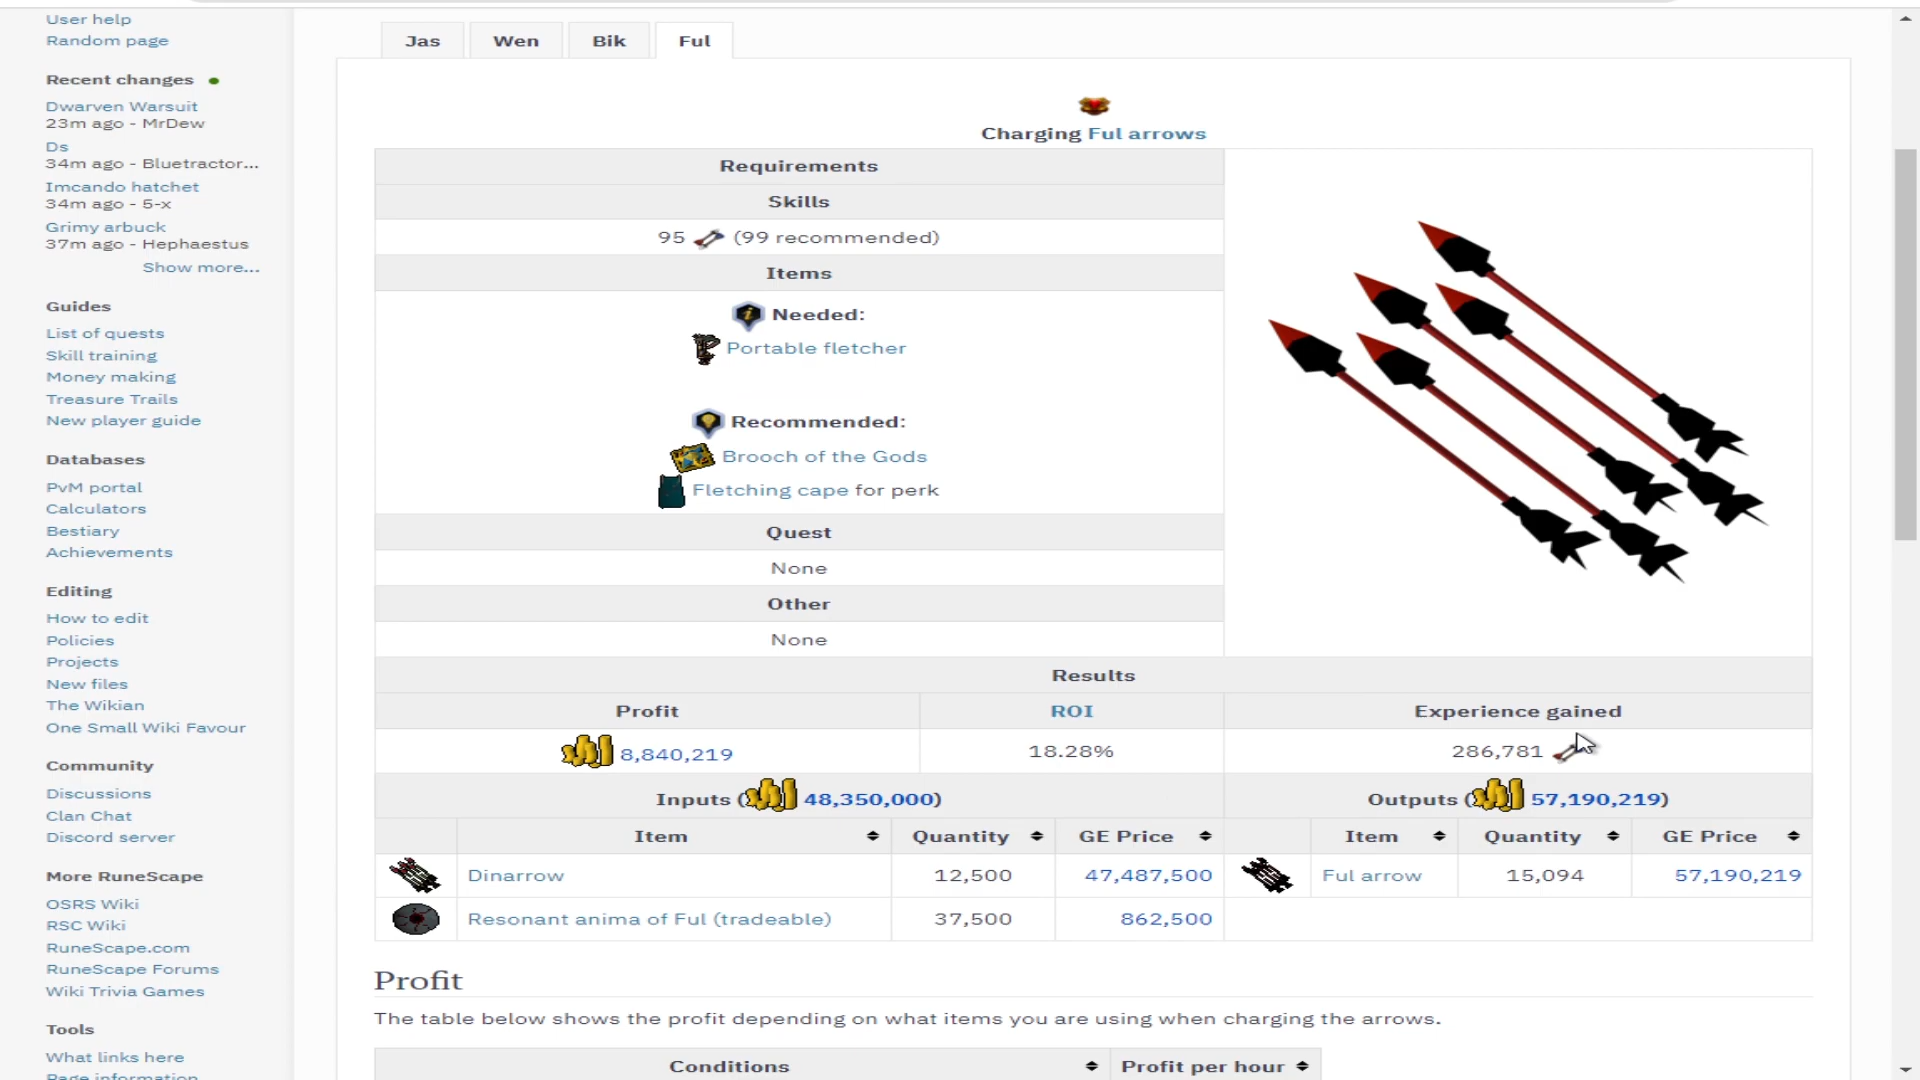 User help
Random page
Recent changes
Dwarven Warsuit
23m ago - MrDew
Ds
34m ago - Bluetractor...
Imcando hatchet
34m ago - 5-x
Grimy arbuck
37m ago - Hephaestus
Show more...
Guides
List of quests
Skill training
Money making
Treasure Trails
New player guide
Databases
PvM portal
Calculators
Bestiary
Achievements
Editing
How to edit
Policies
Projects
New files
The Wikian
One Small Wiki Favour
Community
Discussions
Clan Chat
Discord server
More RuneScape
OSRS Wiki
RSC Wiki
RuneScape.com
RuneScape Forums
Wiki Trivia Games
Tools
What links here
Page information
Jas Wen Bik Ful
Charging Ful arrows
Requirements
Skills
95 (99 recommended)
Items
Needed:
Portable fletcher
Recommended:
Brooch of the Gods
Fletching cape for perk
Quest
None
Other
None
Results
Profit ROI Experience gained
8,840,219 18.28% 286,781
Inputs (48,350,000) Outputs (57,190,219)
Item Quantity GE Price Item Quantity GE Price
Dinarrow 12,500 47,487,500 Ful arrow 15,094 57,190,219
Resonant anima of Ful (tradeable) 37,500 862,500
Profit
The table below shows the profit depending on what items you are using when charging the arrows.
Conditions Profit per hour